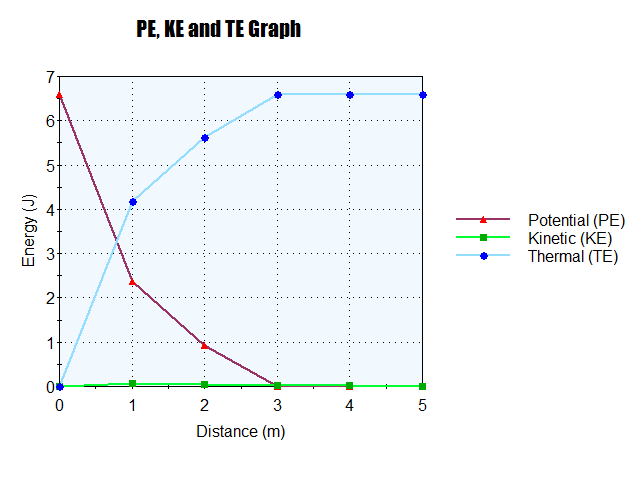 PE, KE and TE Graph
7
6
5
4
3
2
1
0
Energy (J)
0 1 2 3 4 5
Distance (m)
Potential (PE)
Kinetic (KE)
Thermal (TE)